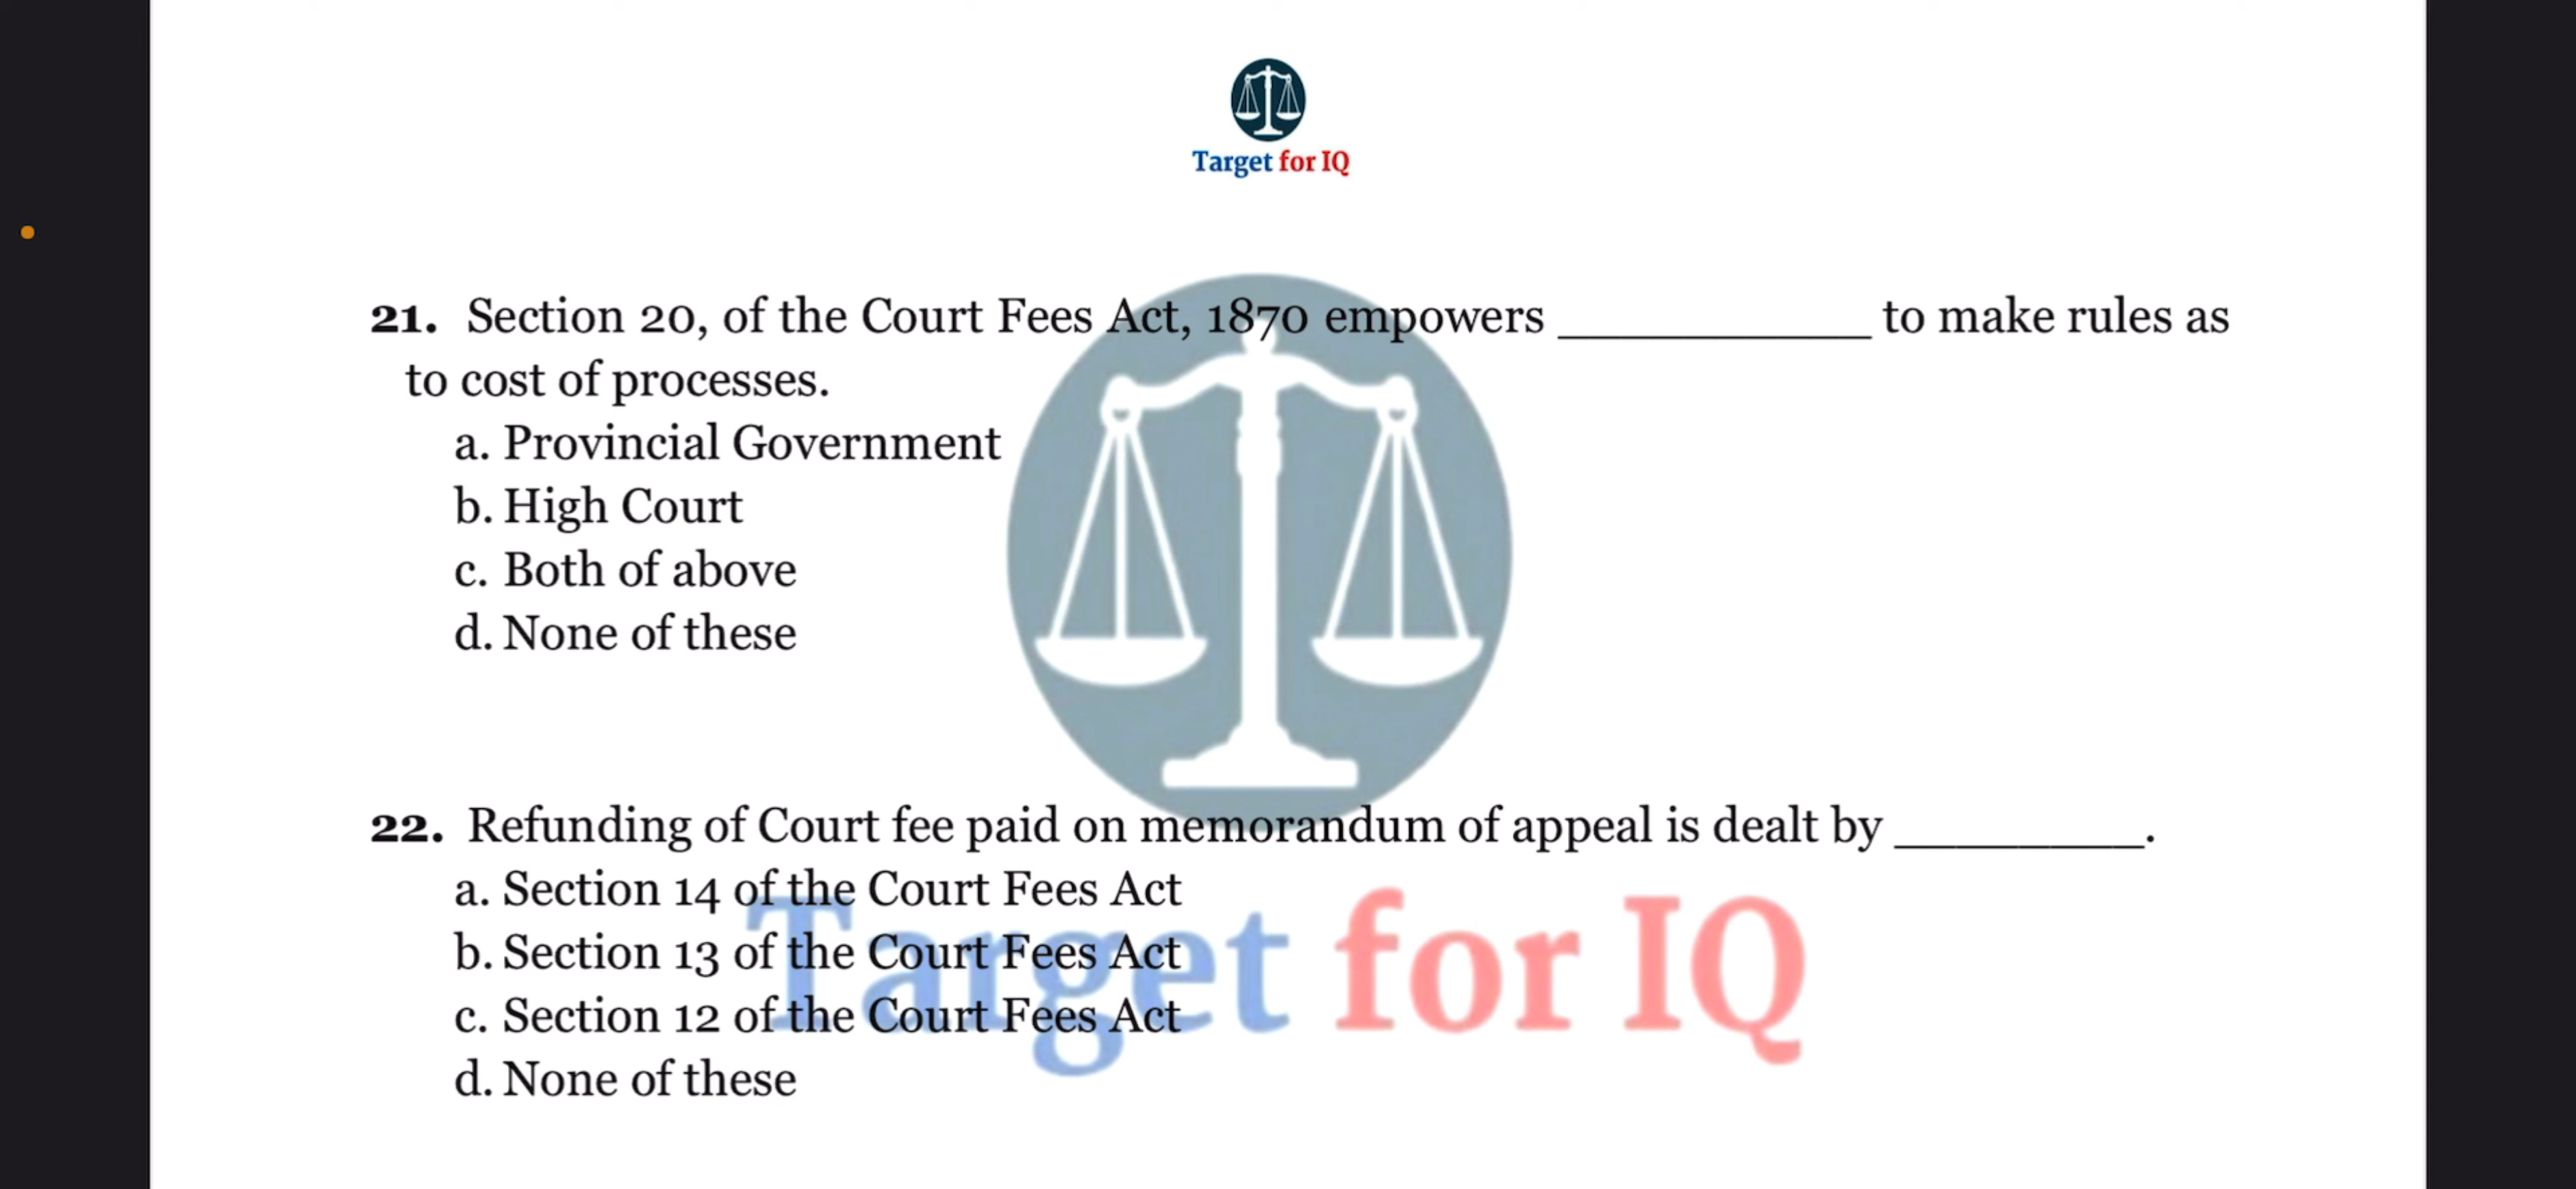 Target for IQ
21. Section 20, of the Court Fees Act, 1870 empowers ____________ to make rules as
to cost of processes.
a. Provincial Government
b. High Court
c. Both of above
d. None of these
22. Refunding of Court fee paid on memorandum of appeal is dealt by __________.
a. Section 14 of the Court Fees Act
b. Section 13 of the Court Fees Act
c. Section 12 of the Court Fees Act
d. None of these
Target for IQ